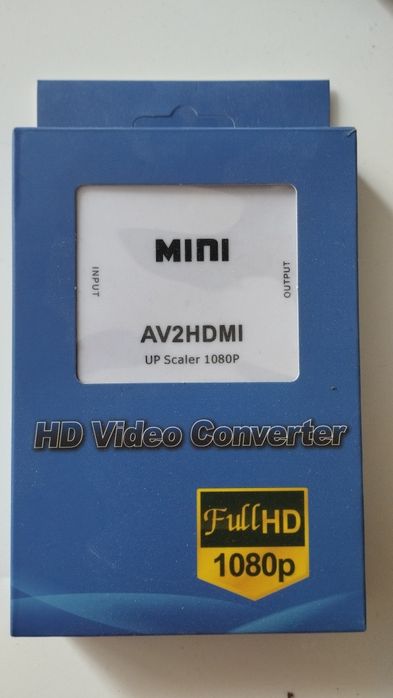 MINI
INPUT
OUTPUT
AV2HDMI
UP Scaler 1080P
HD Video Converter
Full HD
1080p